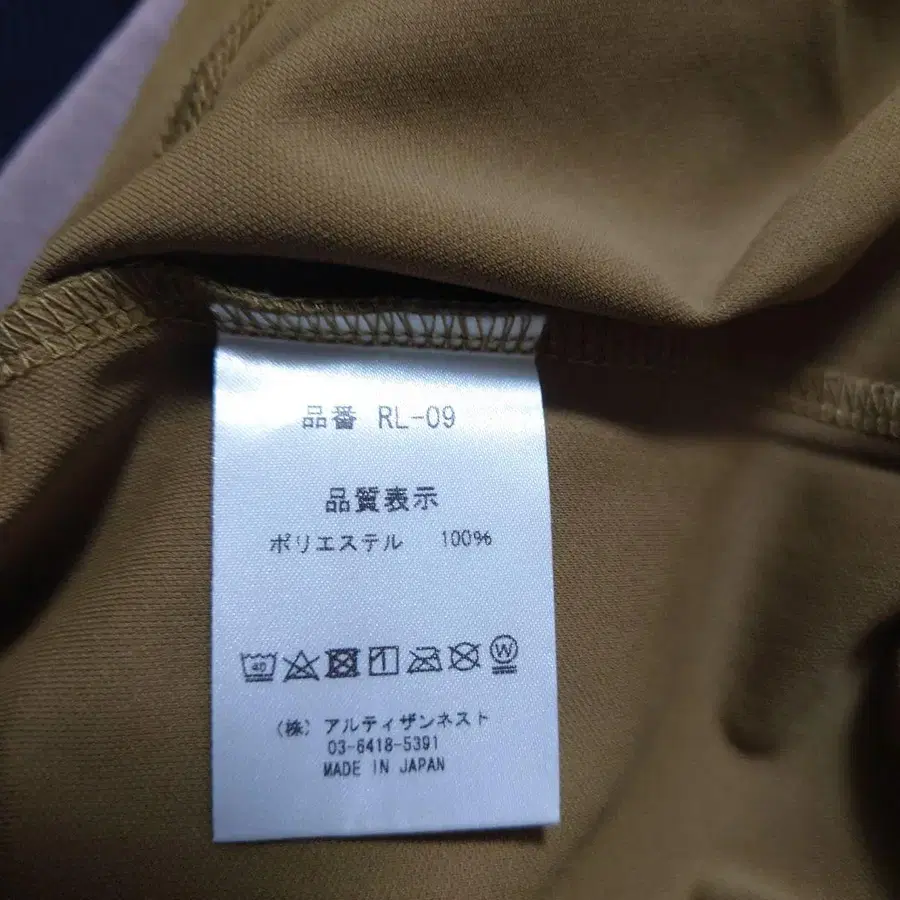 品番 RL-09
品質表示
ポリエステル 100%
40 W
(株) アルティザンネスト
03-6418-5391
MADE IN JAPAN